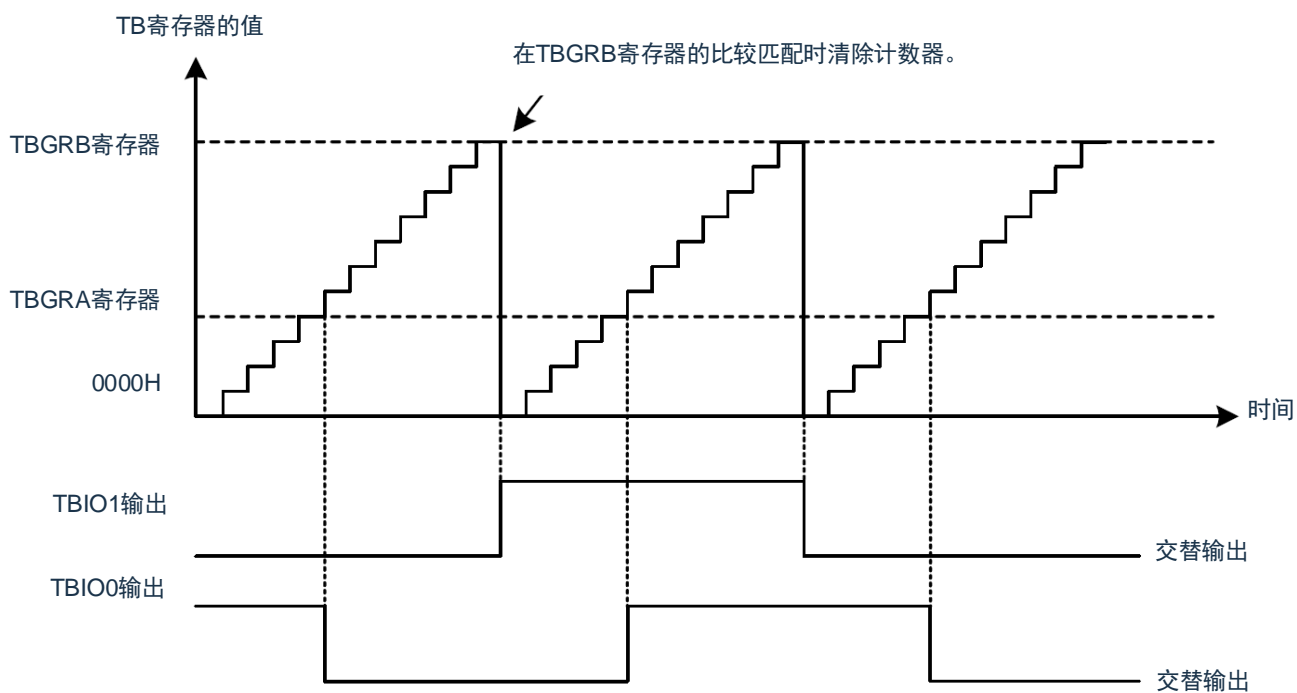 TB寄存器的值
在TBGRB寄存器的比较匹配时清除计数器。
TBGRB寄存器
TBGRA寄存器
0000H
时间
TBIO1输出
交替输出
TBIO0输出
交替输出